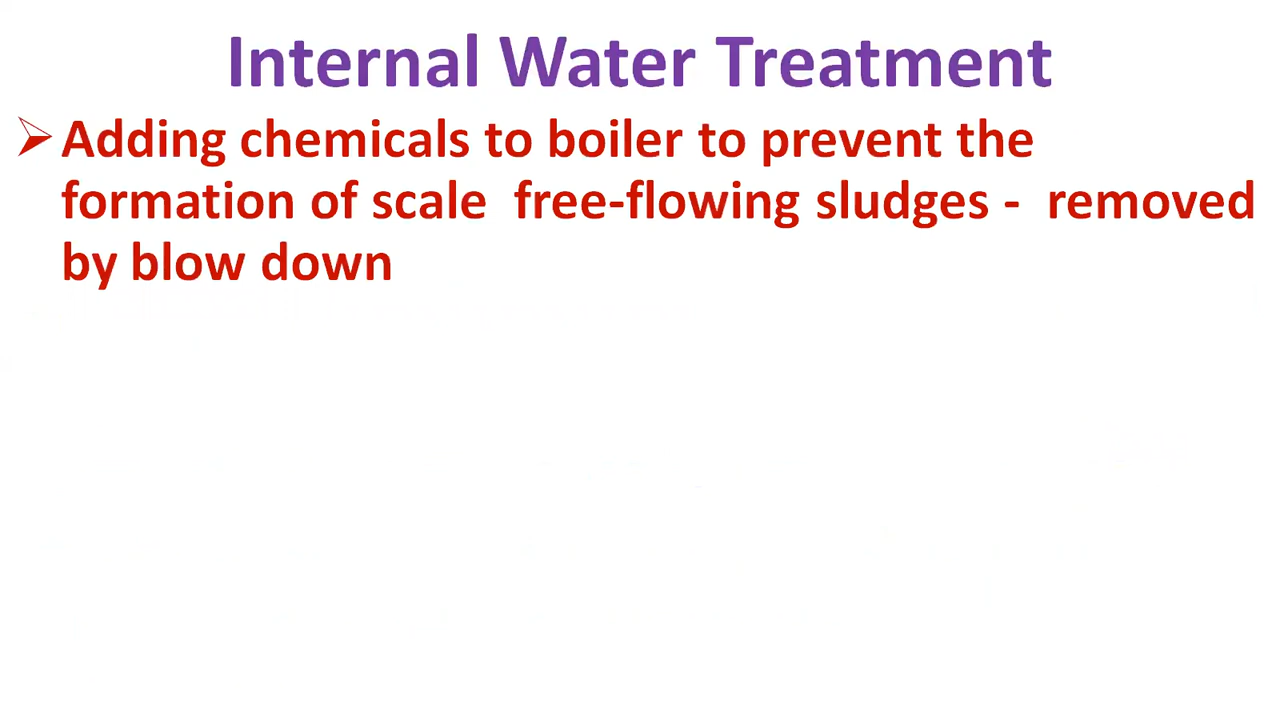 Internal Water Treatment
Adding chemicals to boiler to prevent the
formation of scale free-flowing sludges - removed
by blow down